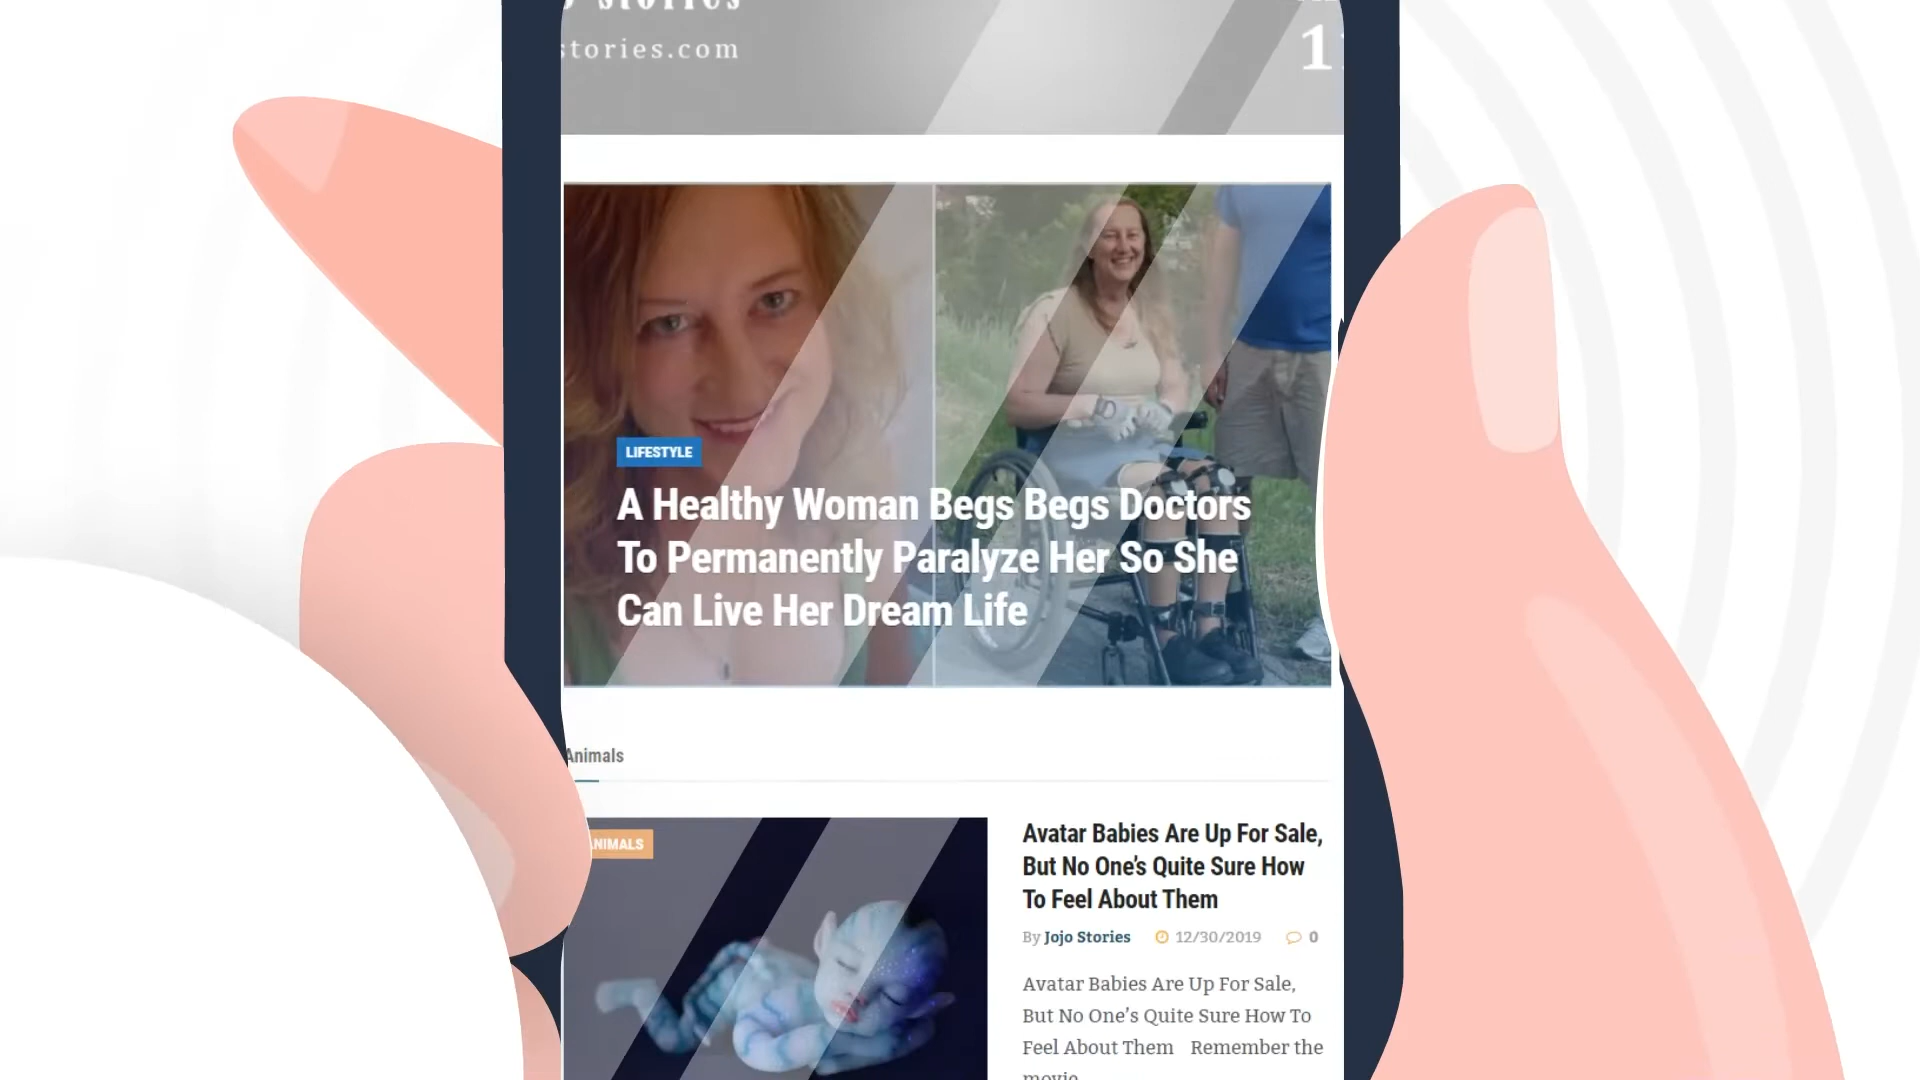 stories
stories.com
LIFESTYLE
A Healthy Woman Begs Begs Doctors
To Permanently Paralyze Her So She
Can Live Her Dream Life
Animals
ANIMALS
Avatar Babies Are Up For Sale,
But No One's Quite Sure How
To Feel About Them
By Jojo Stories 12/30/2019 0
Avatar Babies Are Up For Sale,
But No One's Quite Sure How To
Feel About Them Remember the
movie